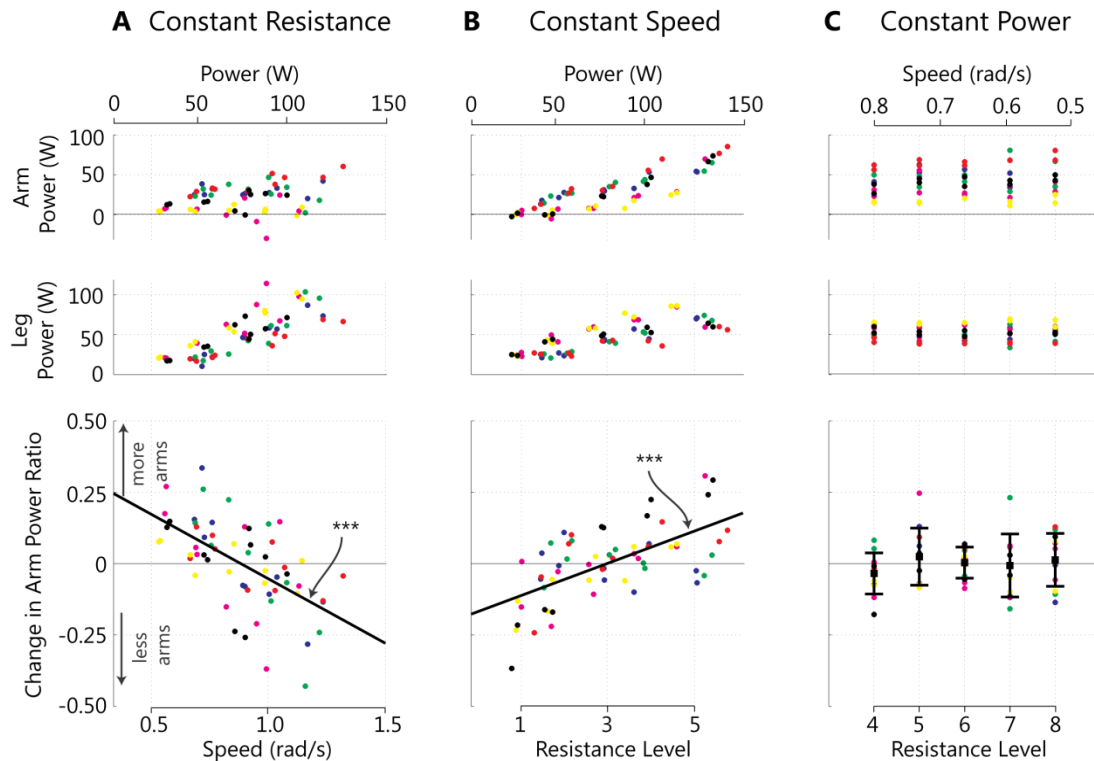 A Constant Resistance
B Constant Speed
C Constant Power
Power (W)
0 50 100 150
Power (W)
0 50 100 150
Speed (rad/s)
0.8 0.7 0.6 0.5
Arm
Power (W)
100
50
0
Leg
Power (W)
100
50
0
Change in Arm Power Ratio
0.50
0.25
0
-0.25
-0.50
more
arms
less
arms
***
***
0.5 1.0 1.5
Speed (rad/s)
1 3 5
Resistance Level
4 5 6 7 8
Resistance Level